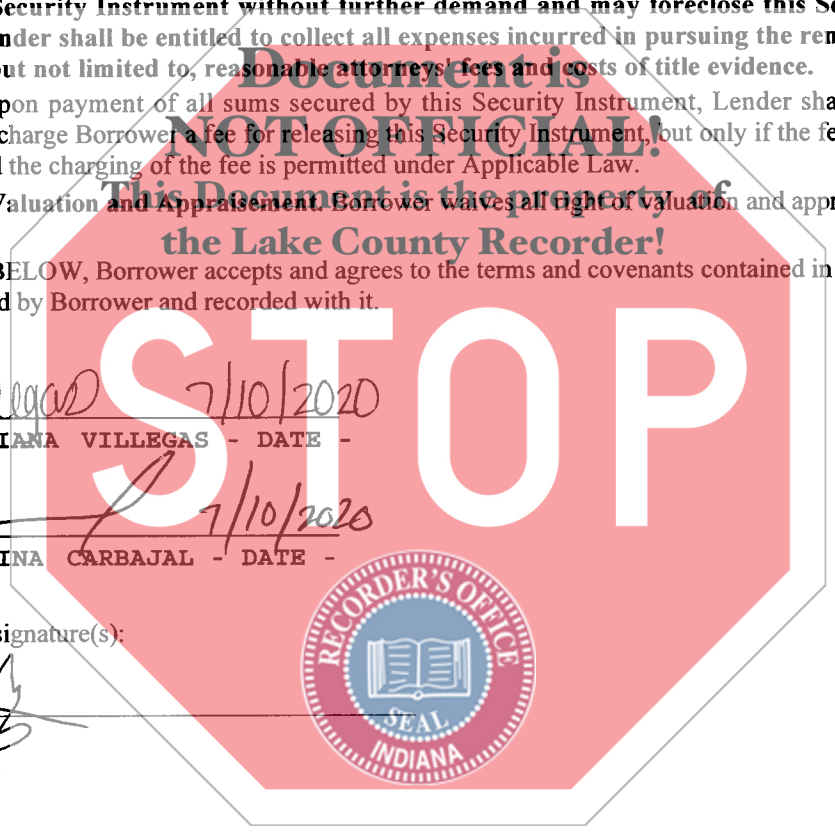 Security Instrument without further demand and may foreclose this Se
nder shall be entitled to collect all expenses incurred in pursuing the rem
ut not limited to, reasonable attorneys' fees and costs of title evidence.
pon payment of all sums secured by this Security Instrument, Lender sha
charge Borrower a fee for releasing this Security Instrument, but only if the fe
d the charging of the fee is permitted under Applicable Law.
Valuation and Appraisement. Borrower waives all right of valuation and appr
BELOW, Borrower accepts and agrees to the terms and covenants contained in
d by Borrower and recorded with it.
Document is
NOT OFFICIAL!
This Document is the property of
the Lake County Recorder!
STOP
7/10/2020
IANA VILLEGAS - DATE -
7/10/2020
INA CARBAJAL - DATE -
signature(s):
RECORDER'S OFFICE
SEAL
INDIANA